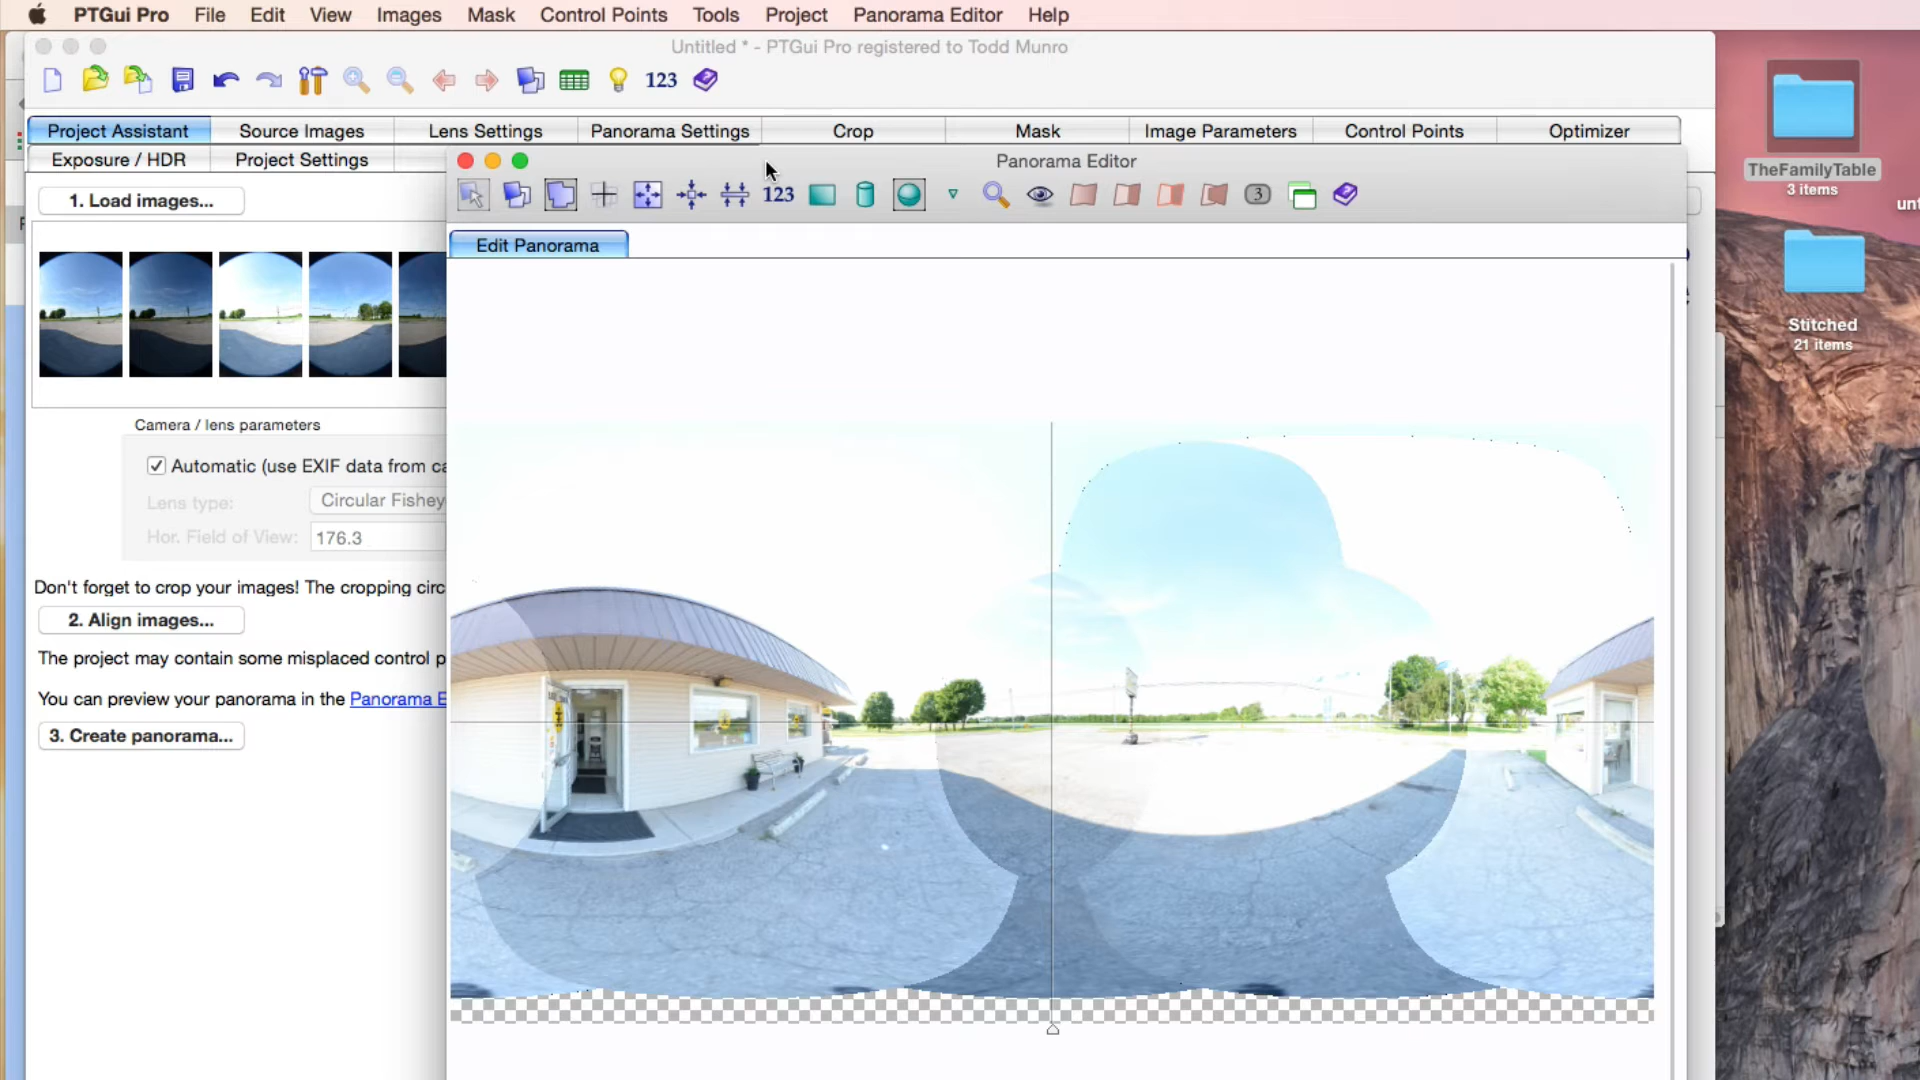 PTGui Pro File Edit View Images Mask Control Points Tools Project Panorama Editor Help
Untitled * - PTGui Pro registered to Todd Munro
123
Project Assistant Source Images Lens Settings Panorama Settings Crop Mask Image Parameters Control Points Optimizer
Exposure / HDR Project Settings
Panorama Editor
123
3
1. Load images...
Edit Panorama
Camera / lens parameters
Automatic (use EXIF data from ca
Lens type: Circular Fishey
Hor. Field of View: 176.3
Don't forget to crop your images! The cropping circ
2. Align images...
The project may contain some misplaced control p
You can preview your panorama in the Panorama E
3. Create panorama...
TheFamilyTable
3 items
unt
Stitched
21 items